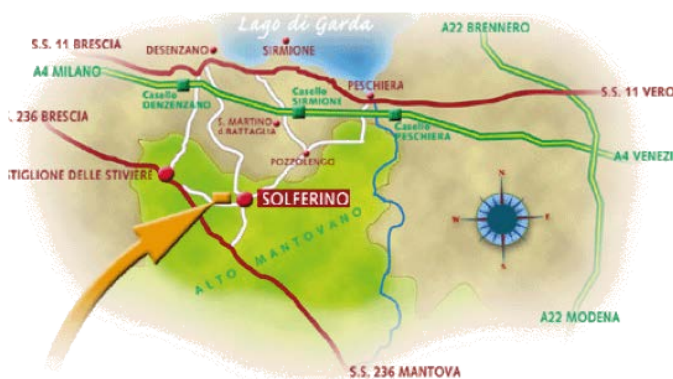 Lago di Garda
A22 BRENNERO
S.S. 11 BRESCIA
DESENZANO
SIRMIONE
A4 MILANO
PESCHIERA
Casello
DENZENZANO
Casello
SIRMIONE
S.S. 11 VERO
. 236 BRESCIA
S. MARTINO
d. BATTAGLIA
Casello
PESCHIERA
POZZOLENGO
A4 VENEZI
STIGLIONE DELLE STIVIERE
SOLFERINO
N
W
E
S
ALTO MANTOVANO
A22 MODENA
S.S. 236 MANTOVA